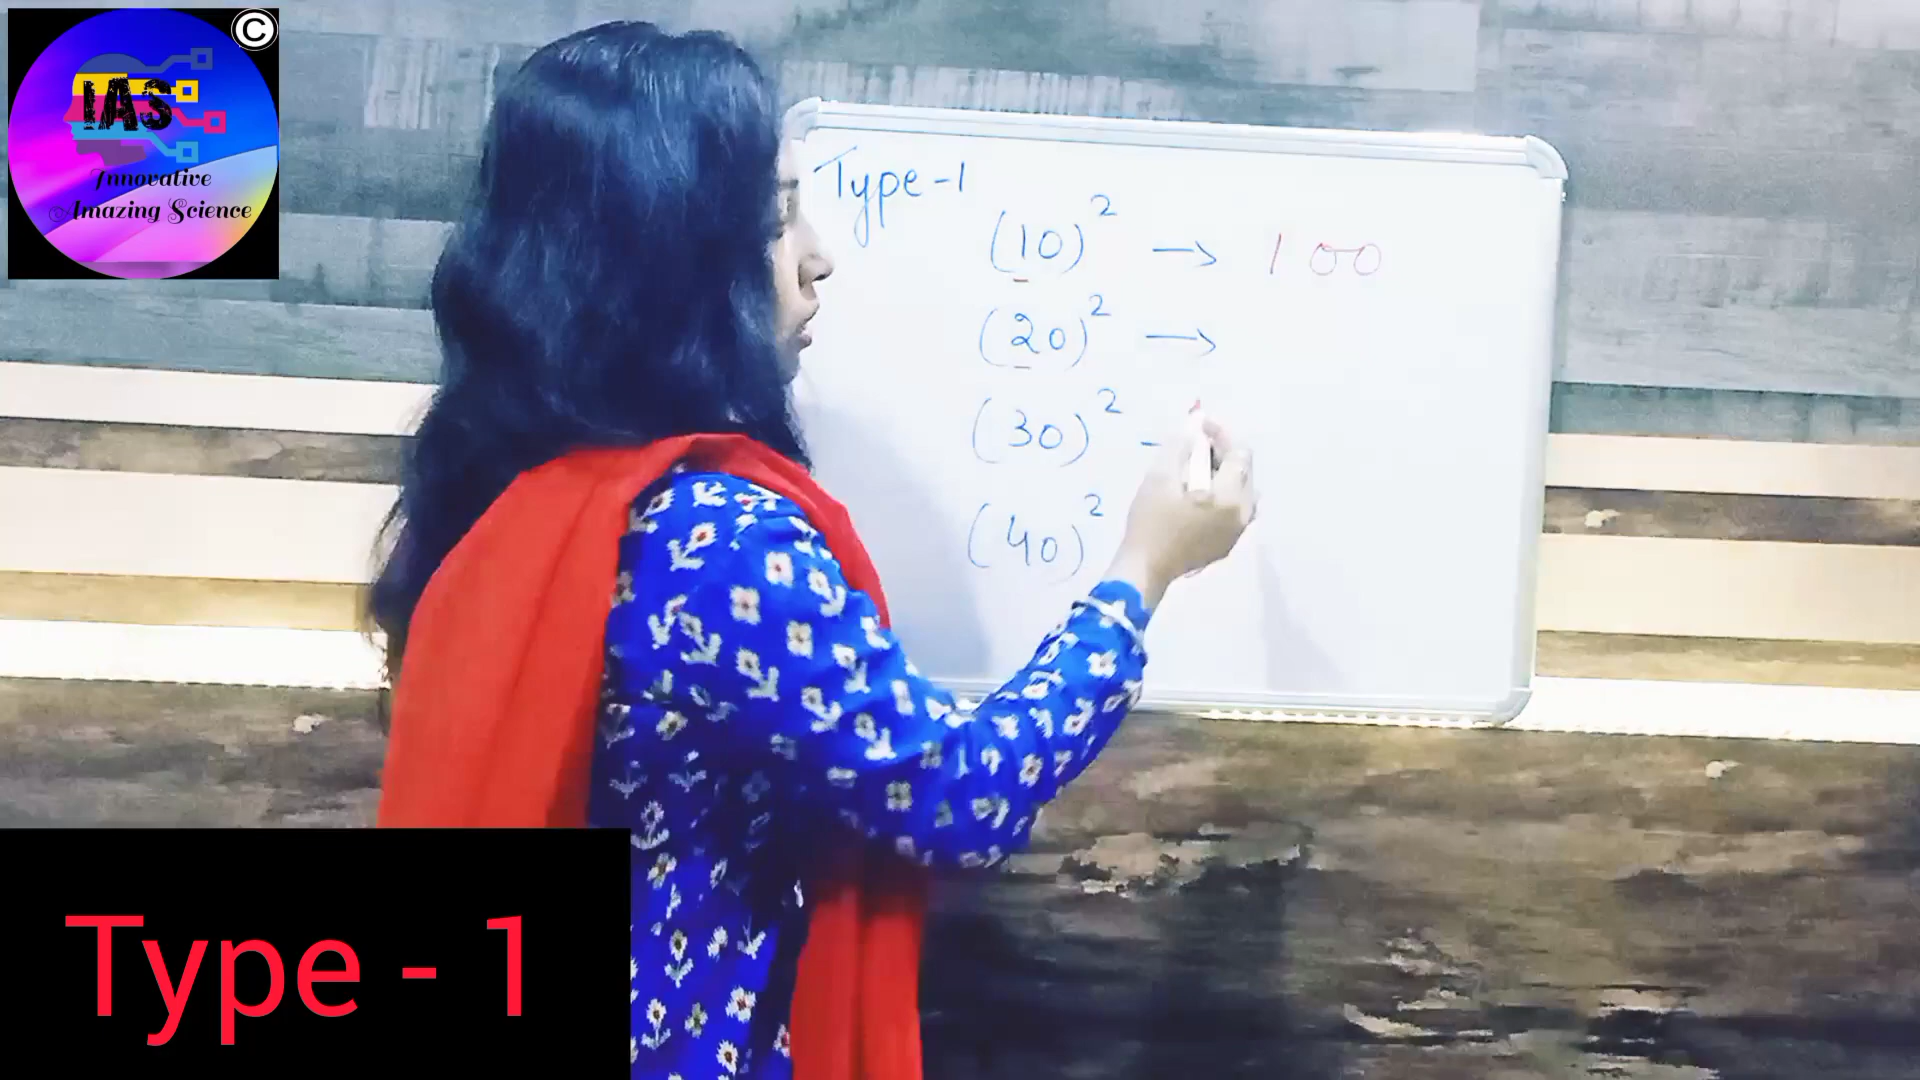 ©
IAS
Innovative
Amazing Science
Type-1
(10)² → 100
(20)² →
(30)² -
(40)²
Type - 1